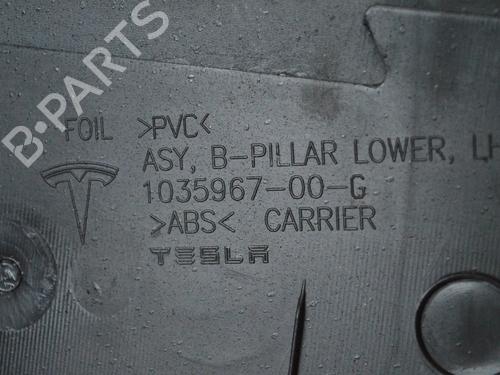 B-PARTS
FOIL >PVC<
ASY, B-PILLAR LOWER, LH
1035967-00-G
>ABS< CARRIER
TESLA